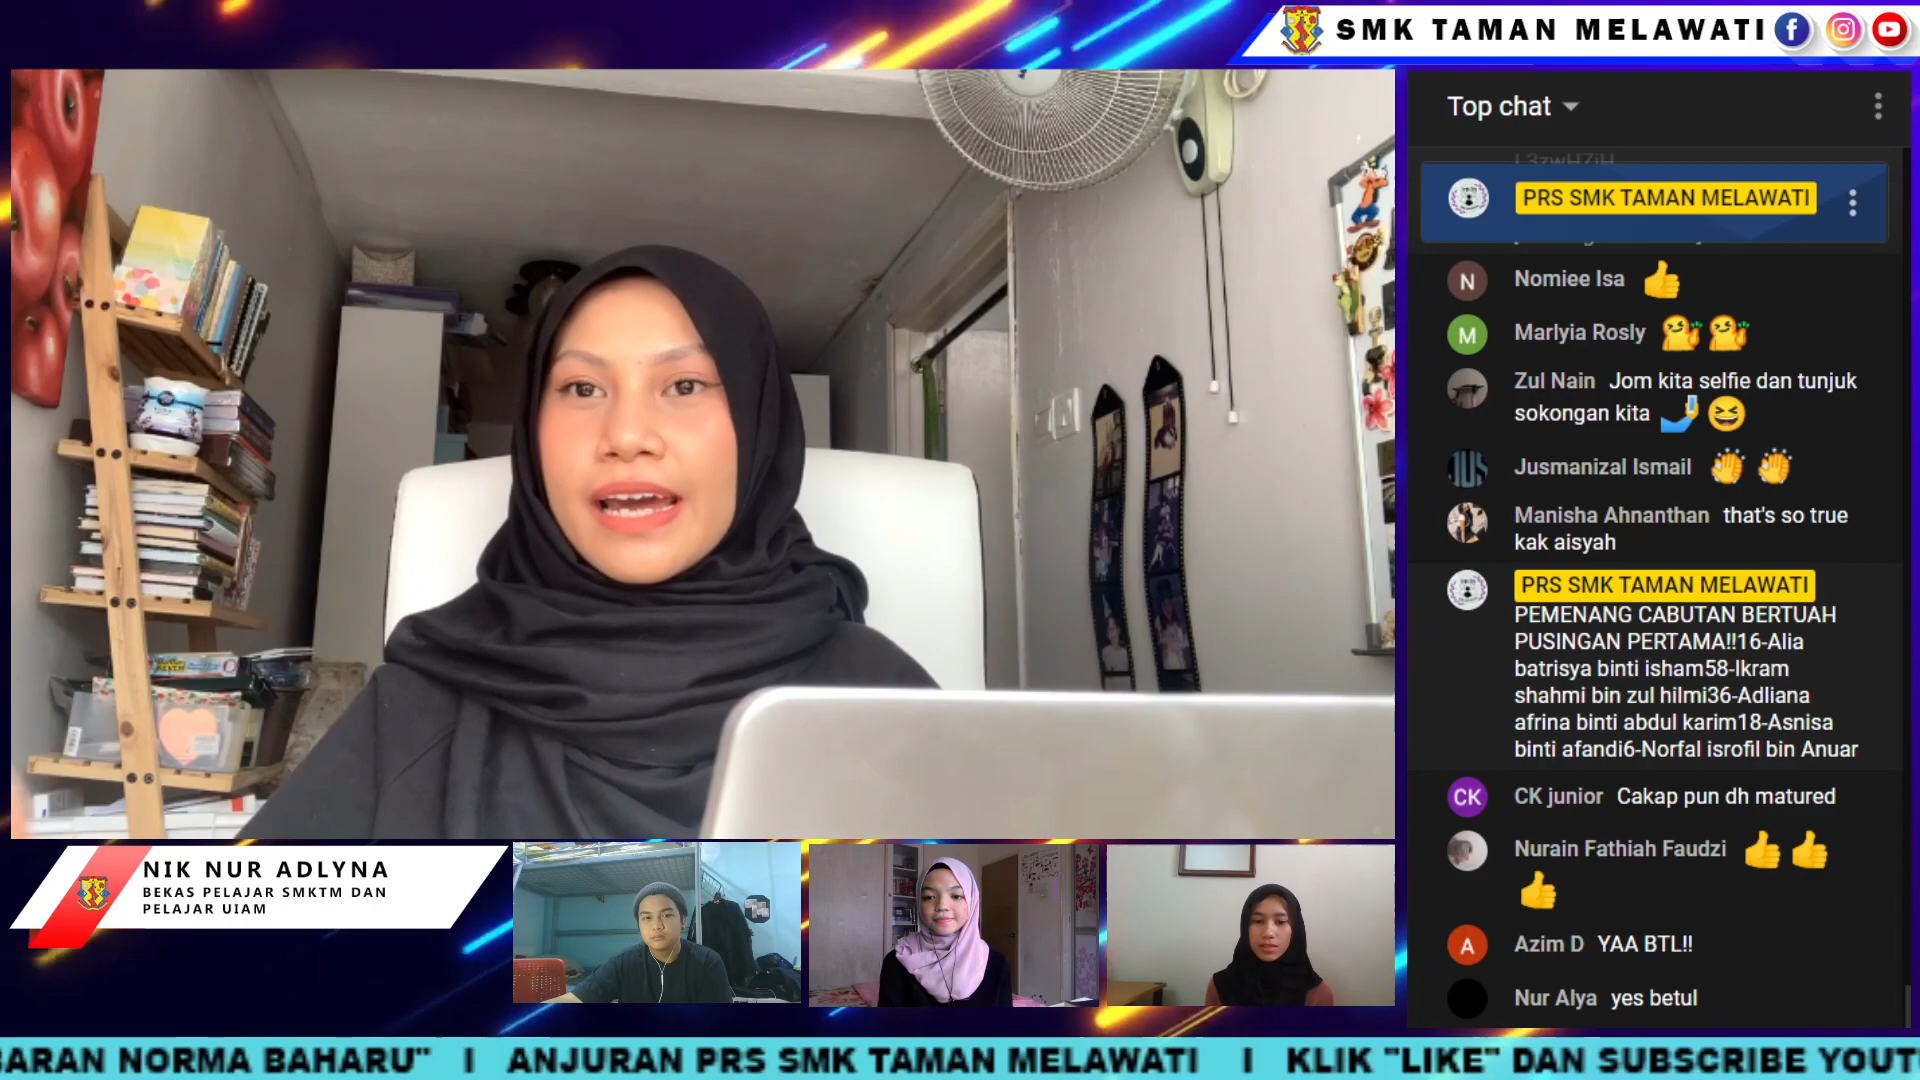 SMK TAMAN MELAWATI
Top chat
L3zwHZiH
PRS SMK TAMAN MELAWATI
N Nomiee Isa
M Marlyia Rosly
Zul Nain Jom kita selfie dan tunjuk
sokongan kita
Jusmanizal Ismail
Manisha Ahnanthan that's so true
kak aisyah
PRS SMK TAMAN MELAWATI
PEMENANG CABUTAN BERTUAH
PUSINGAN PERTAMA!!16-Alia
batrisya binti isham58-Ikram
shahmi bin zul hilmi36-Adliana
afrina binti abdul karim18-Asnisa
binti afandi6-Norfal isrofil bin Anuar
CK CK junior Cakap pun dh matured
Nurain Fathiah Faudzi
A Azim D YAA BTL!!
Nur Alya yes betul
NIK NUR ADLYNA
BEKAS PELAJAR SMKTM DAN
PELAJAR UIAM
BARAN NORMA BAHARU" I ANJURAN PRS SMK TAMAN MELAWATI I KLIK "LIKE" DAN SUBSCRIBE YOUT